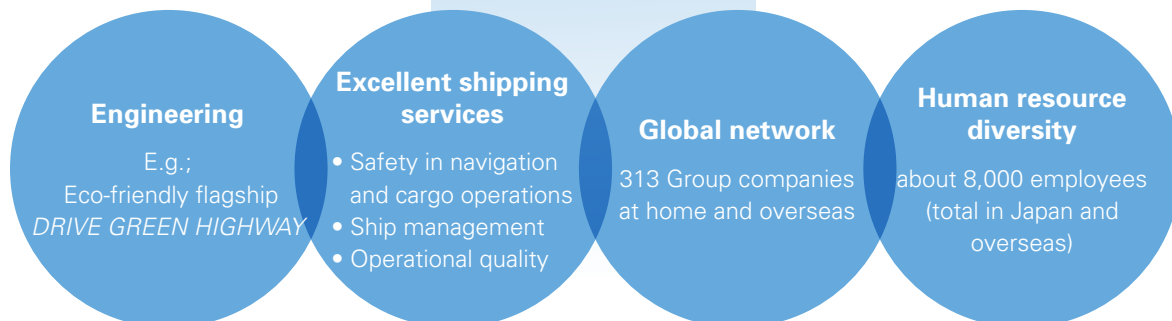 Engineering
E.g.;
Eco-friendly flagship
DRIVE GREEN HIGHWAY
Excellent shipping
services
• Safety in navigation
and cargo operations
• Ship management
• Operational quality
Global network
313 Group companies
at home and overseas
Human resource
diversity
about 8,000 employees
(total in Japan and
overseas)